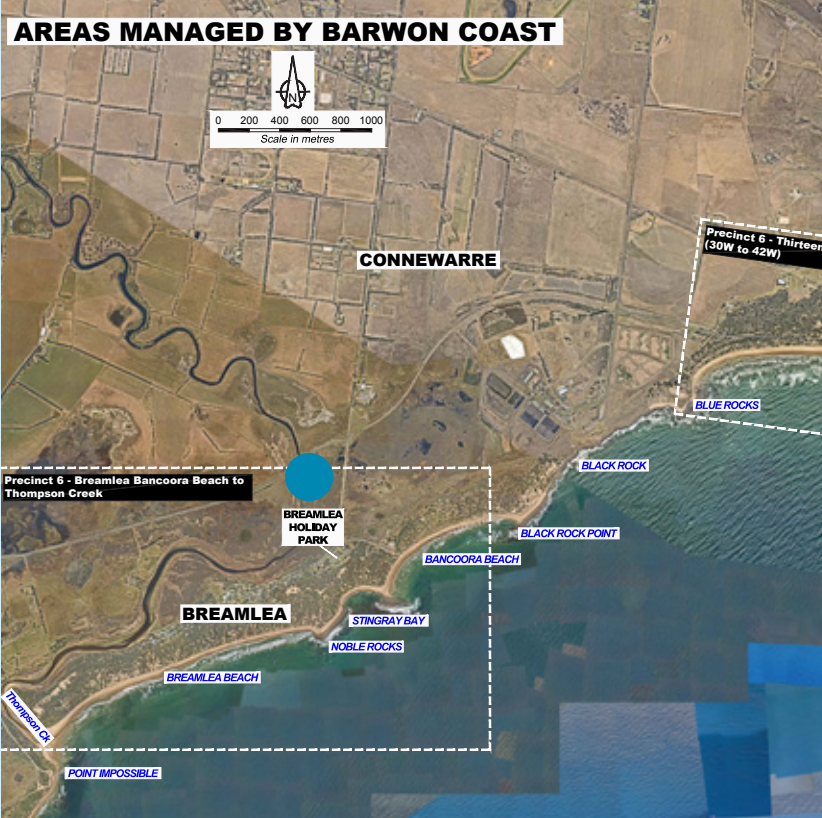 AREAS MANAGED BY BARWON COAST
N
0 200 400 600 800 1000
Scale in metres
Precinct 6 - Thirteen
(30W to 42W)
CONNEWARRE
BLUE ROCKS
BLACK ROCK
Precinct 6 - Breamlea Bancoora Beach to
Thompson Creek
BREAMLEA
HOLIDAY
PARK
BLACK ROCK POINT
BANCOORA BEACH
BREAMLEA
STINGRAY BAY
NOBLE ROCKS
BREAMLEA BEACH
Thompson Ck
POINT IMPOSSIBLE